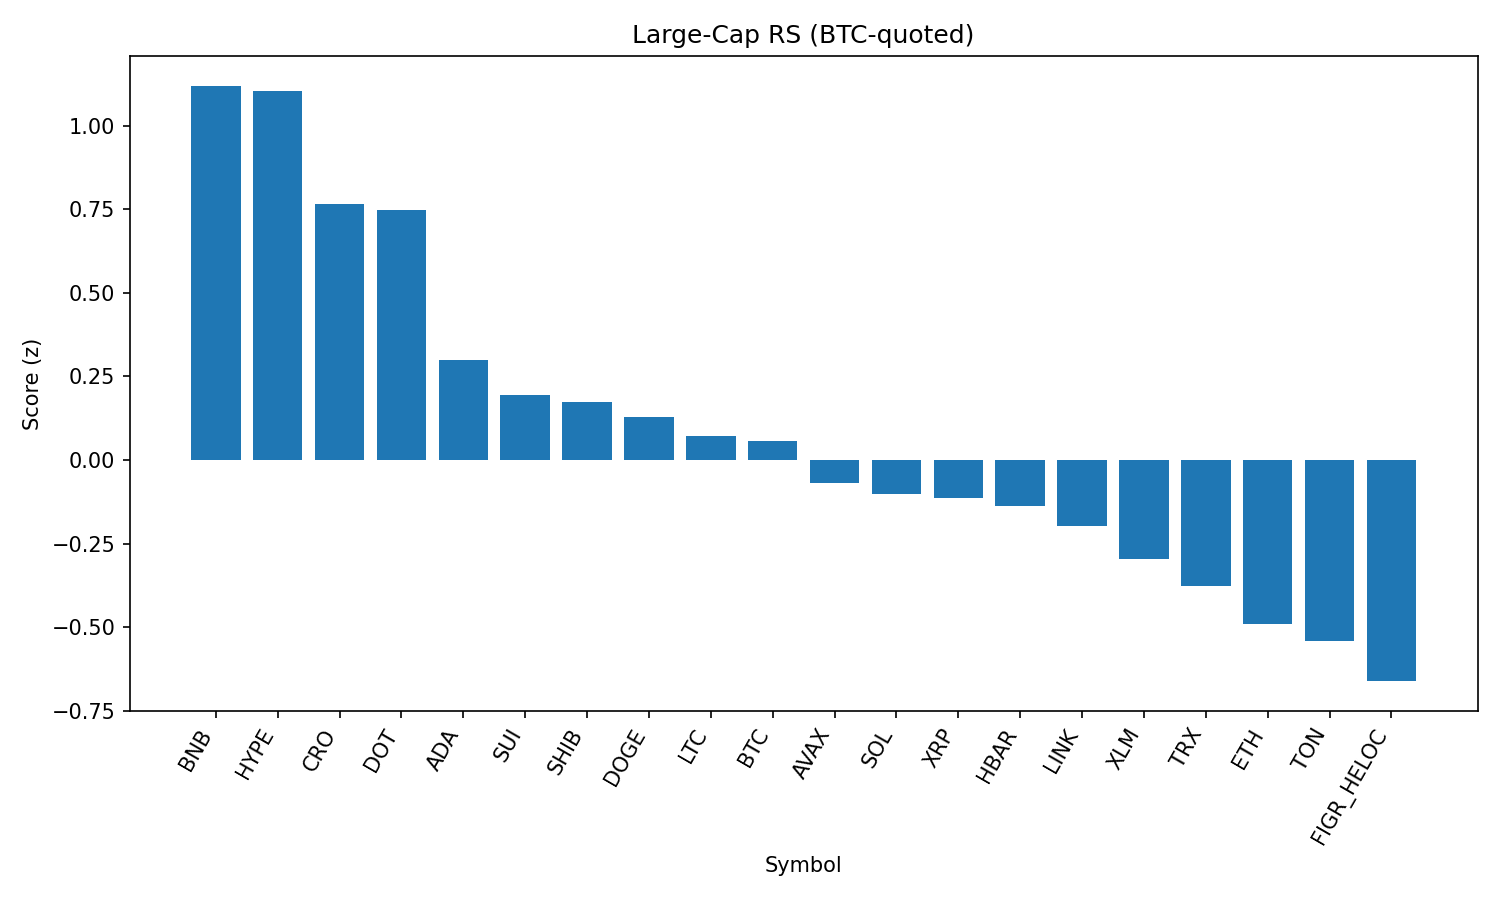 Large-Cap RS (BTC-quoted)
Score (z)
1.00
0.75
0.50
0.25
0.00
−0.25
−0.50
−0.75
BNB
HYPE
CRO
DOT
ADA
SUI
SHIB
DOGE
LTC
BTC
AVAX
SOL
XRP
HBAR
LINK
XLM
TRX
ETH
TON
FIGR_HELOC
Symbol